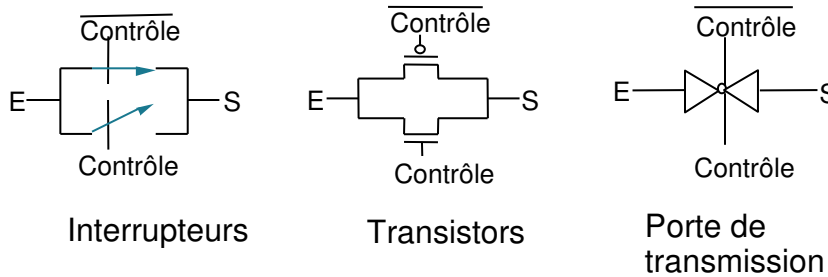 Contrôle
E
S
Contrôle
Interrupteurs
Contrôle
E
S
Contrôle
Transistors
Contrôle
E
S
Contrôle
Porte de
transmission